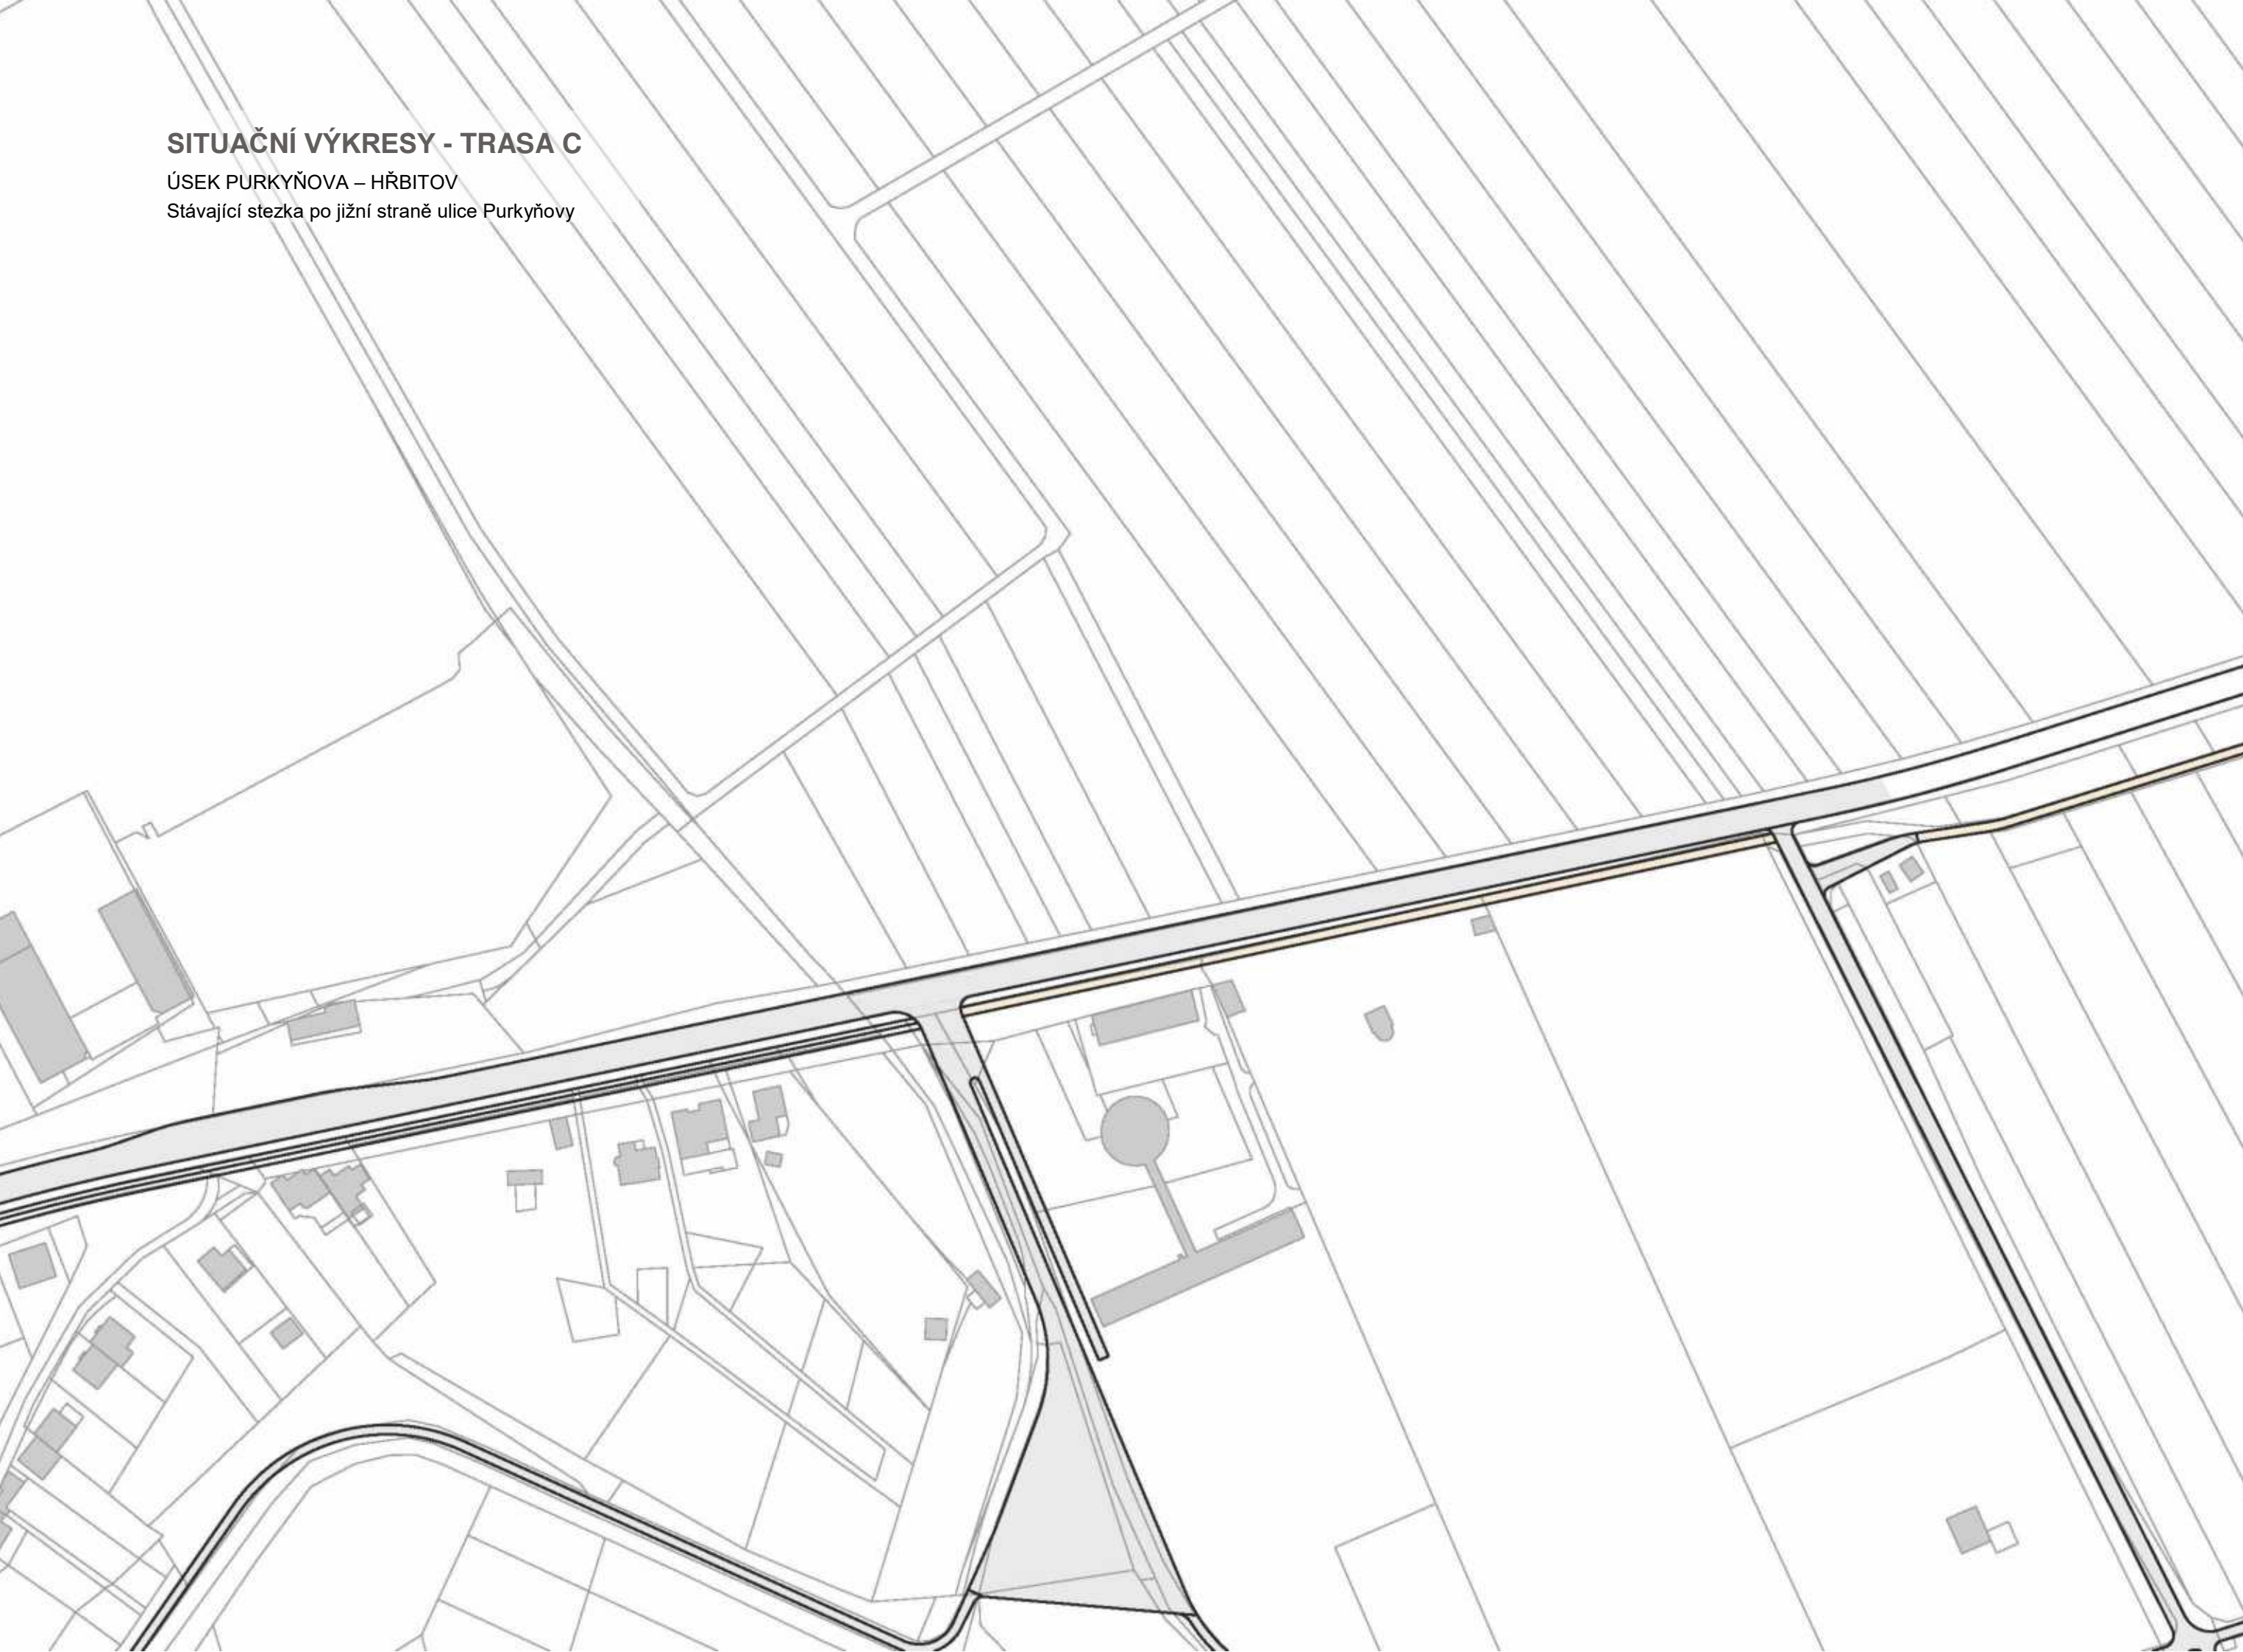 SITUAČNÍ VÝKRESY - TRASA C
ÚSEK PURKYŇOVA – HŘBITOV
Stávající stezka po jižní straně ulice Purkyňovy